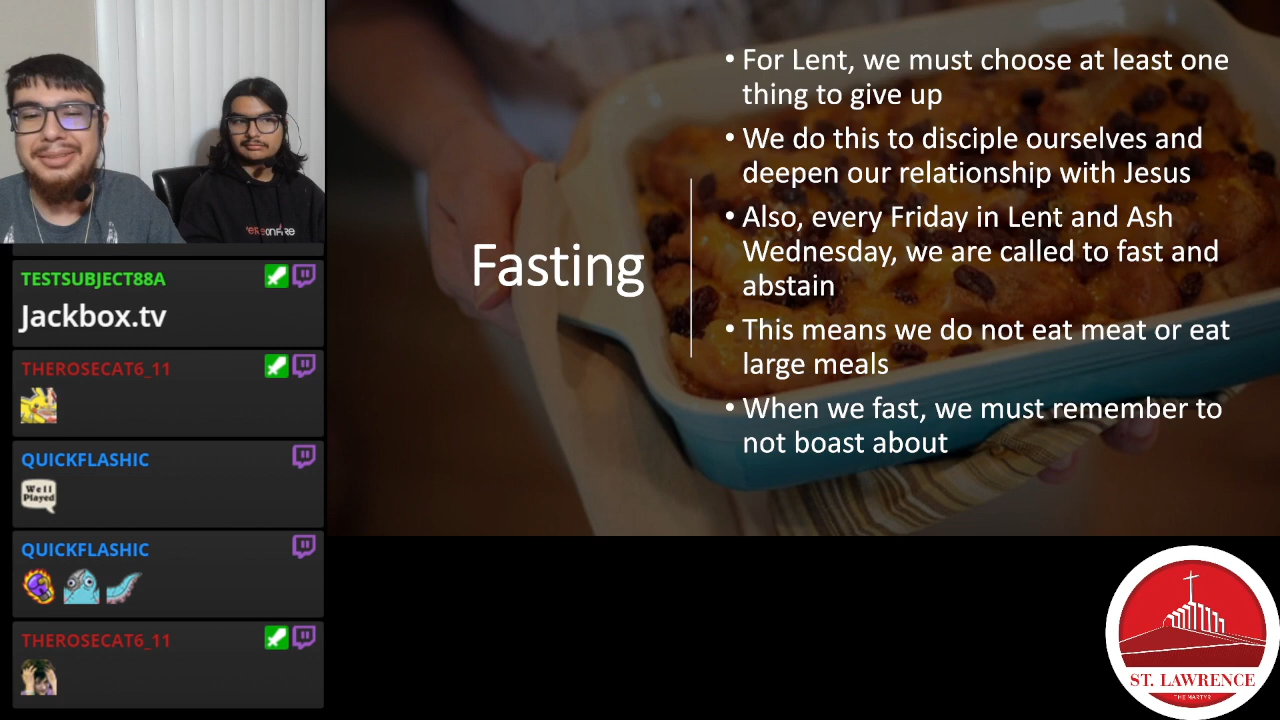 TESTSUBJECT88A
Jackbox.tv
THEROSECAT6_11
QUICKFLASHIC
Well
Played
QUICKFLASHIC
THEROSECAT6_11
Fasting
• For Lent, we must choose at least one
thing to give up
• We do this to disciple ourselves and
deepen our relationship with Jesus
• Also, every Friday in Lent and Ash
Wednesday, we are called to fast and
abstain
• This means we do not eat meat or eat
large meals
• When we fast, we must remember to
not boast about
ST. LAWRENCE
THE MARTYR